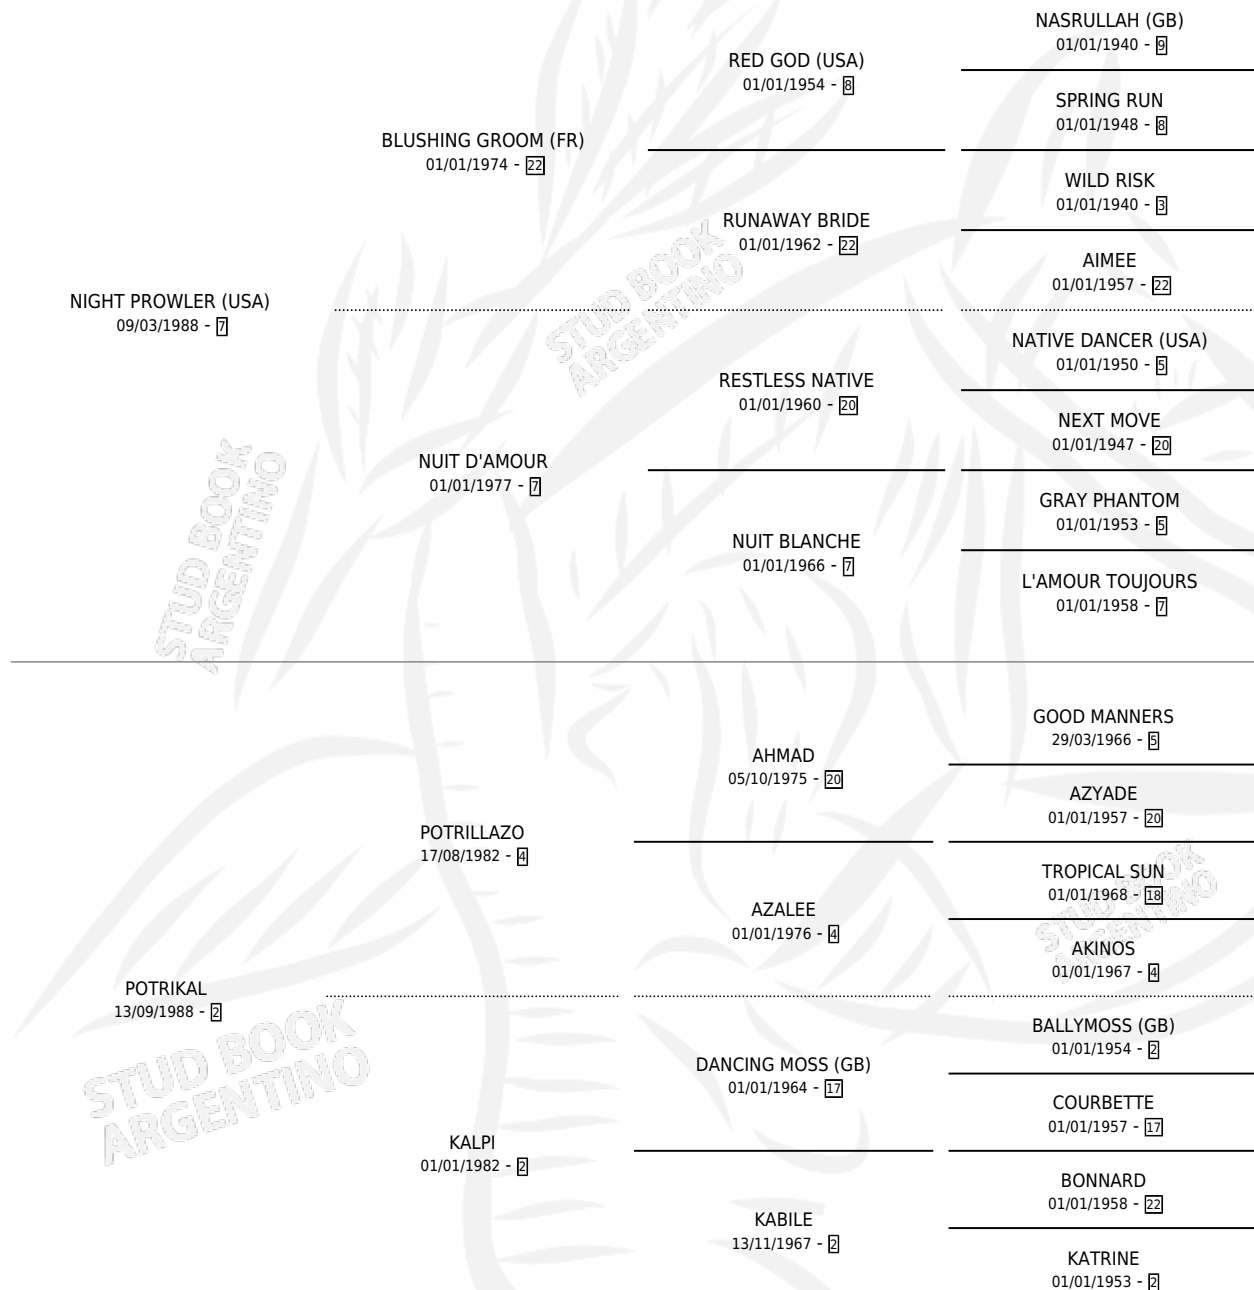 NASRULLAH (GB)
01/01/1940 - 9
RED GOD (USA)
01/01/1954 - 8
SPRING RUN
01/01/1948 - 8
BLUSHING GROOM (FR)
01/01/1974 - 22
WILD RISK
01/01/1940 - 3
RUNAWAY BRIDE
01/01/1962 - 22
AIMEE
01/01/1957 - 22
NIGHT PROWLER (USA)
09/03/1988 - 7
STUD BOOK
ARGENTINO
NATIVE DANCER (USA)
01/01/1950 - 5
RESTLESS NATIVE
01/01/1960 - 20
NEXT MOVE
01/01/1947 - 20
NUIT D'AMOUR
01/01/1977 - 7
GRAY PHANTOM
01/01/1953 - 5
NUIT BLANCHE
01/01/1966 - 7
L'AMOUR TOUJOURS
01/01/1958 - 7
STUD BOOK
ARGENTINO
GOOD MANNERS
29/03/1966 - 5
AHMAD
05/10/1975 - 20
AZYADE
01/01/1957 - 20
POTRILLAZO
17/08/1982 - 4
TROPICAL SUN
01/01/1968 - 18
STUD BOOK
ARGENTINO
AZALEE
01/01/1976 - 4
AKINOS
01/01/1967 - 4
POTRIKAL
13/09/1988 - 2
STUD BOOK
ARGENTINO
BALLYMOSS (GB)
01/01/1954 - 2
DANCING MOSS (GB)
01/01/1964 - 17
COURBETTE
01/01/1957 - 17
KALPI
01/01/1982 - 2
BONNARD
01/01/1958 - 22
KABILE
13/11/1967 - 2
KATRINE
01/01/1953 - 2